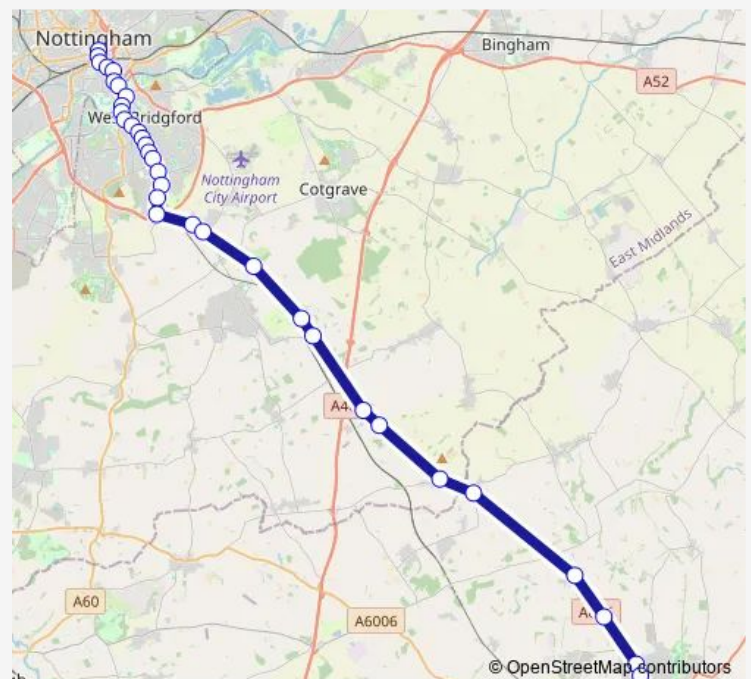 Nottingham
Bingham
A52
West Bridgford
Nottingham
City Airport
Cotgrave
East Midlands
A60
A6006
© OpenStreetMap contributors